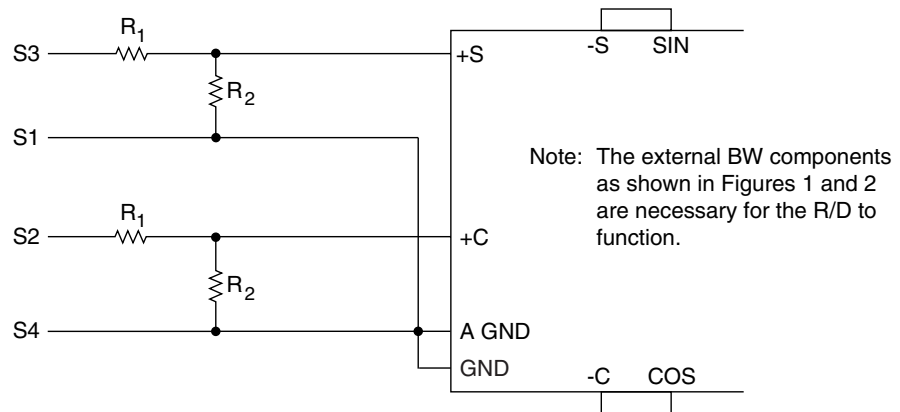 R1
-S SIN
S3
+S
R2
S1
Note: The external BW components
as shown in Figures 1 and 2
are necessary for the R/D to
function.
R1
S2
+C
R2
S4
A GND
GND
-C COS